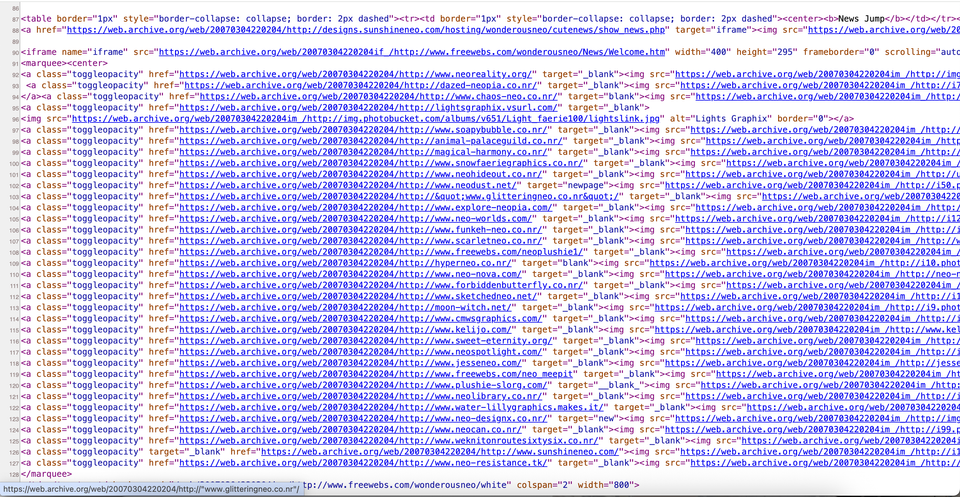 86
87 <table border="1px" style="border-collapse: collapse; border: 2px dashed"><tr><td border="1px" style="border-collapse: collapse; border: 2px dashed"><center><b>News Jump</b></td></tr><
88 <a href="https://web.archive.org/web/20070304220204/http://designs.sunshineneo.com/hosting/wonderousneo/cutenews/show_news.php" target="iframe"><img src="https://web.archive.org/web/20
<iframe name="iframe" src="https://web.archive.org/web/20070304220204if_/http://www.freewebs.com/wonderousneo/News/Welcome.htm" width="400" height="295" frameborder="0" scrolling="auto
91 <marquee><center>
92 <a class="toggleopacity" href="https://web.archive.org/web/20070304220204/http://www.neoreality.org/" target="_blank"><img src="https://web.archive.org/web/20070304220204im_/http://img
93 <a class="toggleopacity" href="https://web.archive.org/web/20070304220204/http://dazed-neopia.co.nr/" target="_blank"><img src="https://web.archive.org/web/20070304220204im_/http://i7
94 </a><a class="toggleopacity" href="https://web.archive.org/web/20070304220204/http://www.chaos-neo.co.nr/" target="_blank"><img src="https://web.archive.org/web/20070304220204im_/http:
95 <a class="toggleopacity" href="https://web.archive.org/web/20070304220204/http://lightsgraphix.vsurl.com/" target="_blank">
96 <img src="https://web.archive.org/web/20070304220204im_/http://img.photobucket.com/albums/v651/Light_faerie100/lightslink.jpg" alt="Lights Graphix" border="0"></a>
97 <a class="toggleopacity" href="https://web.archive.org/web/20070304220204/http://www.soapybubble.co.nr/" target="_blank"><img src="https://web.archive.org/web/20070304220204im_/http://
98 <a class="toggleopacity" href="https://web.archive.org/web/20070304220204/http://animal-palaceguild.co.nr/" target="_blank"><img src="https://web.archive.org/web/20070304220204im_/http
99 <a class="toggleopacity" href="https://web.archive.org/web/20070304220204/http://magical-harmony.co.nr/" target="_blank"><img src="https://web.archive.org/web/20070304220204im_/http://
100 <a class="toggleopacity" href="https://web.archive.org/web/20070304220204/http://www.snowfaeriegraphics.co.nr/" target="_blank"><img src="https://web.archive.org/web/20070304220204im_/
101 <a class="toggleopacity" href="https://web.archive.org/web/20070304220204/http://www.neohideout.co.nr/" target="_blank"><img src="https://web.archive.org/web/20070304220204im_/http://u
102 <a class="toggleopacity" href="https://web.archive.org/web/20070304220204/http://www.neodust.net/" target="newpage"><img src="https://web.archive.org/web/20070304220204im_/http://i50.p
103 <a class="toggleopacity" href="https://web.archive.org/web/20070304220204/http://&quot;www.glitteringneo.co.nr&quot;/" target="_blank"><img src="https://web.archive.org/web/20070304220
104 <a class="toggleopacity" href="https://web.archive.org/web/20070304220204/http://www.explore-neopia.com/" target="_blank"><img src="https://web.archive.org/web/20070304220204im_/http:/
105 <a class="toggleopacity" href="https://web.archive.org/web/20070304220204/http://www.neo-worlds.com/" target="_blank"><img src="https://web.archive.org/web/20070304220204im_/http://i12
106 <a class="toggleopacity" href="https://web.archive.org/web/20070304220204/http://www.funkeh-neo.co.nr/" target="_blank"><img src="https://web.archive.org/web/20070304220204im_/http://i
107 <a class="toggleopacity" href="https://web.archive.org/web/20070304220204/http://www.scarletneo.co.nr/" target="_blank"><img src="https://web.archive.org/web/20070304220204im_/http://i
108 <a class="toggleopacity" href="https://web.archive.org/web/20070304220204/http://www.freewebs.com/neoplushie1/" target="_blank"><img src="https://web.archive.org/web/20070304220204im_/
109 <a class="toggleopacity" href="https://web.archive.org/web/20070304220204/http://hyperneo.co.nr/" target="blank"><img src="https://web.archive.org/web/20070304220204im_/http://i10.phot
110 <a class="toggleopacity" href="https://web.archive.org/web/20070304220204/http://www.neo-nova.com/" target="_blank"><img src="https://web.archive.org/web/20070304220204im_/http://neo-n
111 <a class="toggleopacity" href="https://web.archive.org/web/20070304220204/http://www.forbiddenbutterfly.co.nr/" target="_blank"><img src="https://web.archive.org/web/20070304220204im_/
112 <a class="toggleopacity" href="https://web.archive.org/web/20070304220204/http://www.sketchedneo.net/" target="_blank"><img src="https://web.archive.org/web/20070304220204im_/http://i1
113 <a class="toggleopacity" href="https://web.archive.org/web/20070304220204/http://moon-witch.net/" target="_blank"><img src="https://web.archive.org/web/20070304220204im_/http://i9.phot
114 <a class="toggleopacity" href="https://web.archive.org/web/20070304220204/http://www.cmwsgraphics.com/" target="_blank"><img src="https://web.archive.org/web/20070304220204im_/http://i
115 <a class="toggleopacity" href="https://web.archive.org/web/20070304220204/http://www.kelijo.com/" target="_blank"><img src="https://web.archive.org/web/20070304220204im_/http://www.kel
116 <a class="toggleopacity" href="https://web.archive.org/web/20070304220204/http://www.sweet-eternity.org/" target="_blank"><img src="https://web.archive.org/web/20070304220204im_/http:/
117 <a class="toggleopacity" href="https://web.archive.org/web/20070304220204/http://www.neospotlight.com/" target="_blank"><img src="https://web.archive.org/web/20070304220204im_/http://i
118 <a class="toggleopacity" href="https://web.archive.org/web/20070304220204/http://www.jesseneo.com/" target="_blank"><img src="https://web.archive.org/web/20070304220204im_/http://jesse
119 <a class="toggleopacity" href="https://web.archive.org/web/20070304220204/http://www.freewebs.com/neo_meepit" target="_blank"><img src="https://web.archive.org/web/20070304220204im_/ht
120 <a class="toggleopacity" href="https://web.archive.org/web/20070304220204/http://www.plushie-slorg.com/" target="__blank_"><img src="https://web.archive.org/web/20070304220204im_/http:
121 <a class="toggleopacity" href="https://web.archive.org/web/20070304220204/http://www.neolibrary.co.nr/" target="_blank"><img src="https://web.archive.org/web/20070304220204im_/http://i
122 <a class="toggleopacity" href="https://web.archive.org/web/20070304220204/http://www.water-lillygraphics.makes.it/" target="_blank"><img src="https://web.archive.org/web/20070304220204
123 <a class="toggleopacity" href="https://web.archive.org/web/20070304220204/http://www.neo-designx.co.nr/" target="new"><img src="https://web.archive.org/web/20070304220204im_/http://img
124 <a class="toggleopacity" href="https://web.archive.org/web/20070304220204/http://www.neocan.co.nr/" target="_blank"><img src="https://web.archive.org/web/20070304220204im_/http://i99.p
125 <a class="toggleopacity" href="https://web.archive.org/web/20070304220204/http://www.weknitonroutesixtysix.co.nr/" target="_blank"><img src="https://web.archive.org/web/20070304220204i
126 <a class="toggleopacity" target="_blank" href="https://web.archive.org/web/20070304220204/http://www.sunshineneo.com/"><img src="https://web.archive.org/web/20070304220204im_/http://i1
127 <a class="toggleopacity" href="https://web.archive.org/web/20070304220204/http://www.neo-resistance.tk/" target="_blank"><img src="https://web.archive.org/web/20070304220204im_/http://
</marquee>
https://web.archive.org/web/20070304220204/http://"www.glitteringneo.co.nr"/
http://www.freewebs.com/wonderousneo/white" colspan="2" width="800">